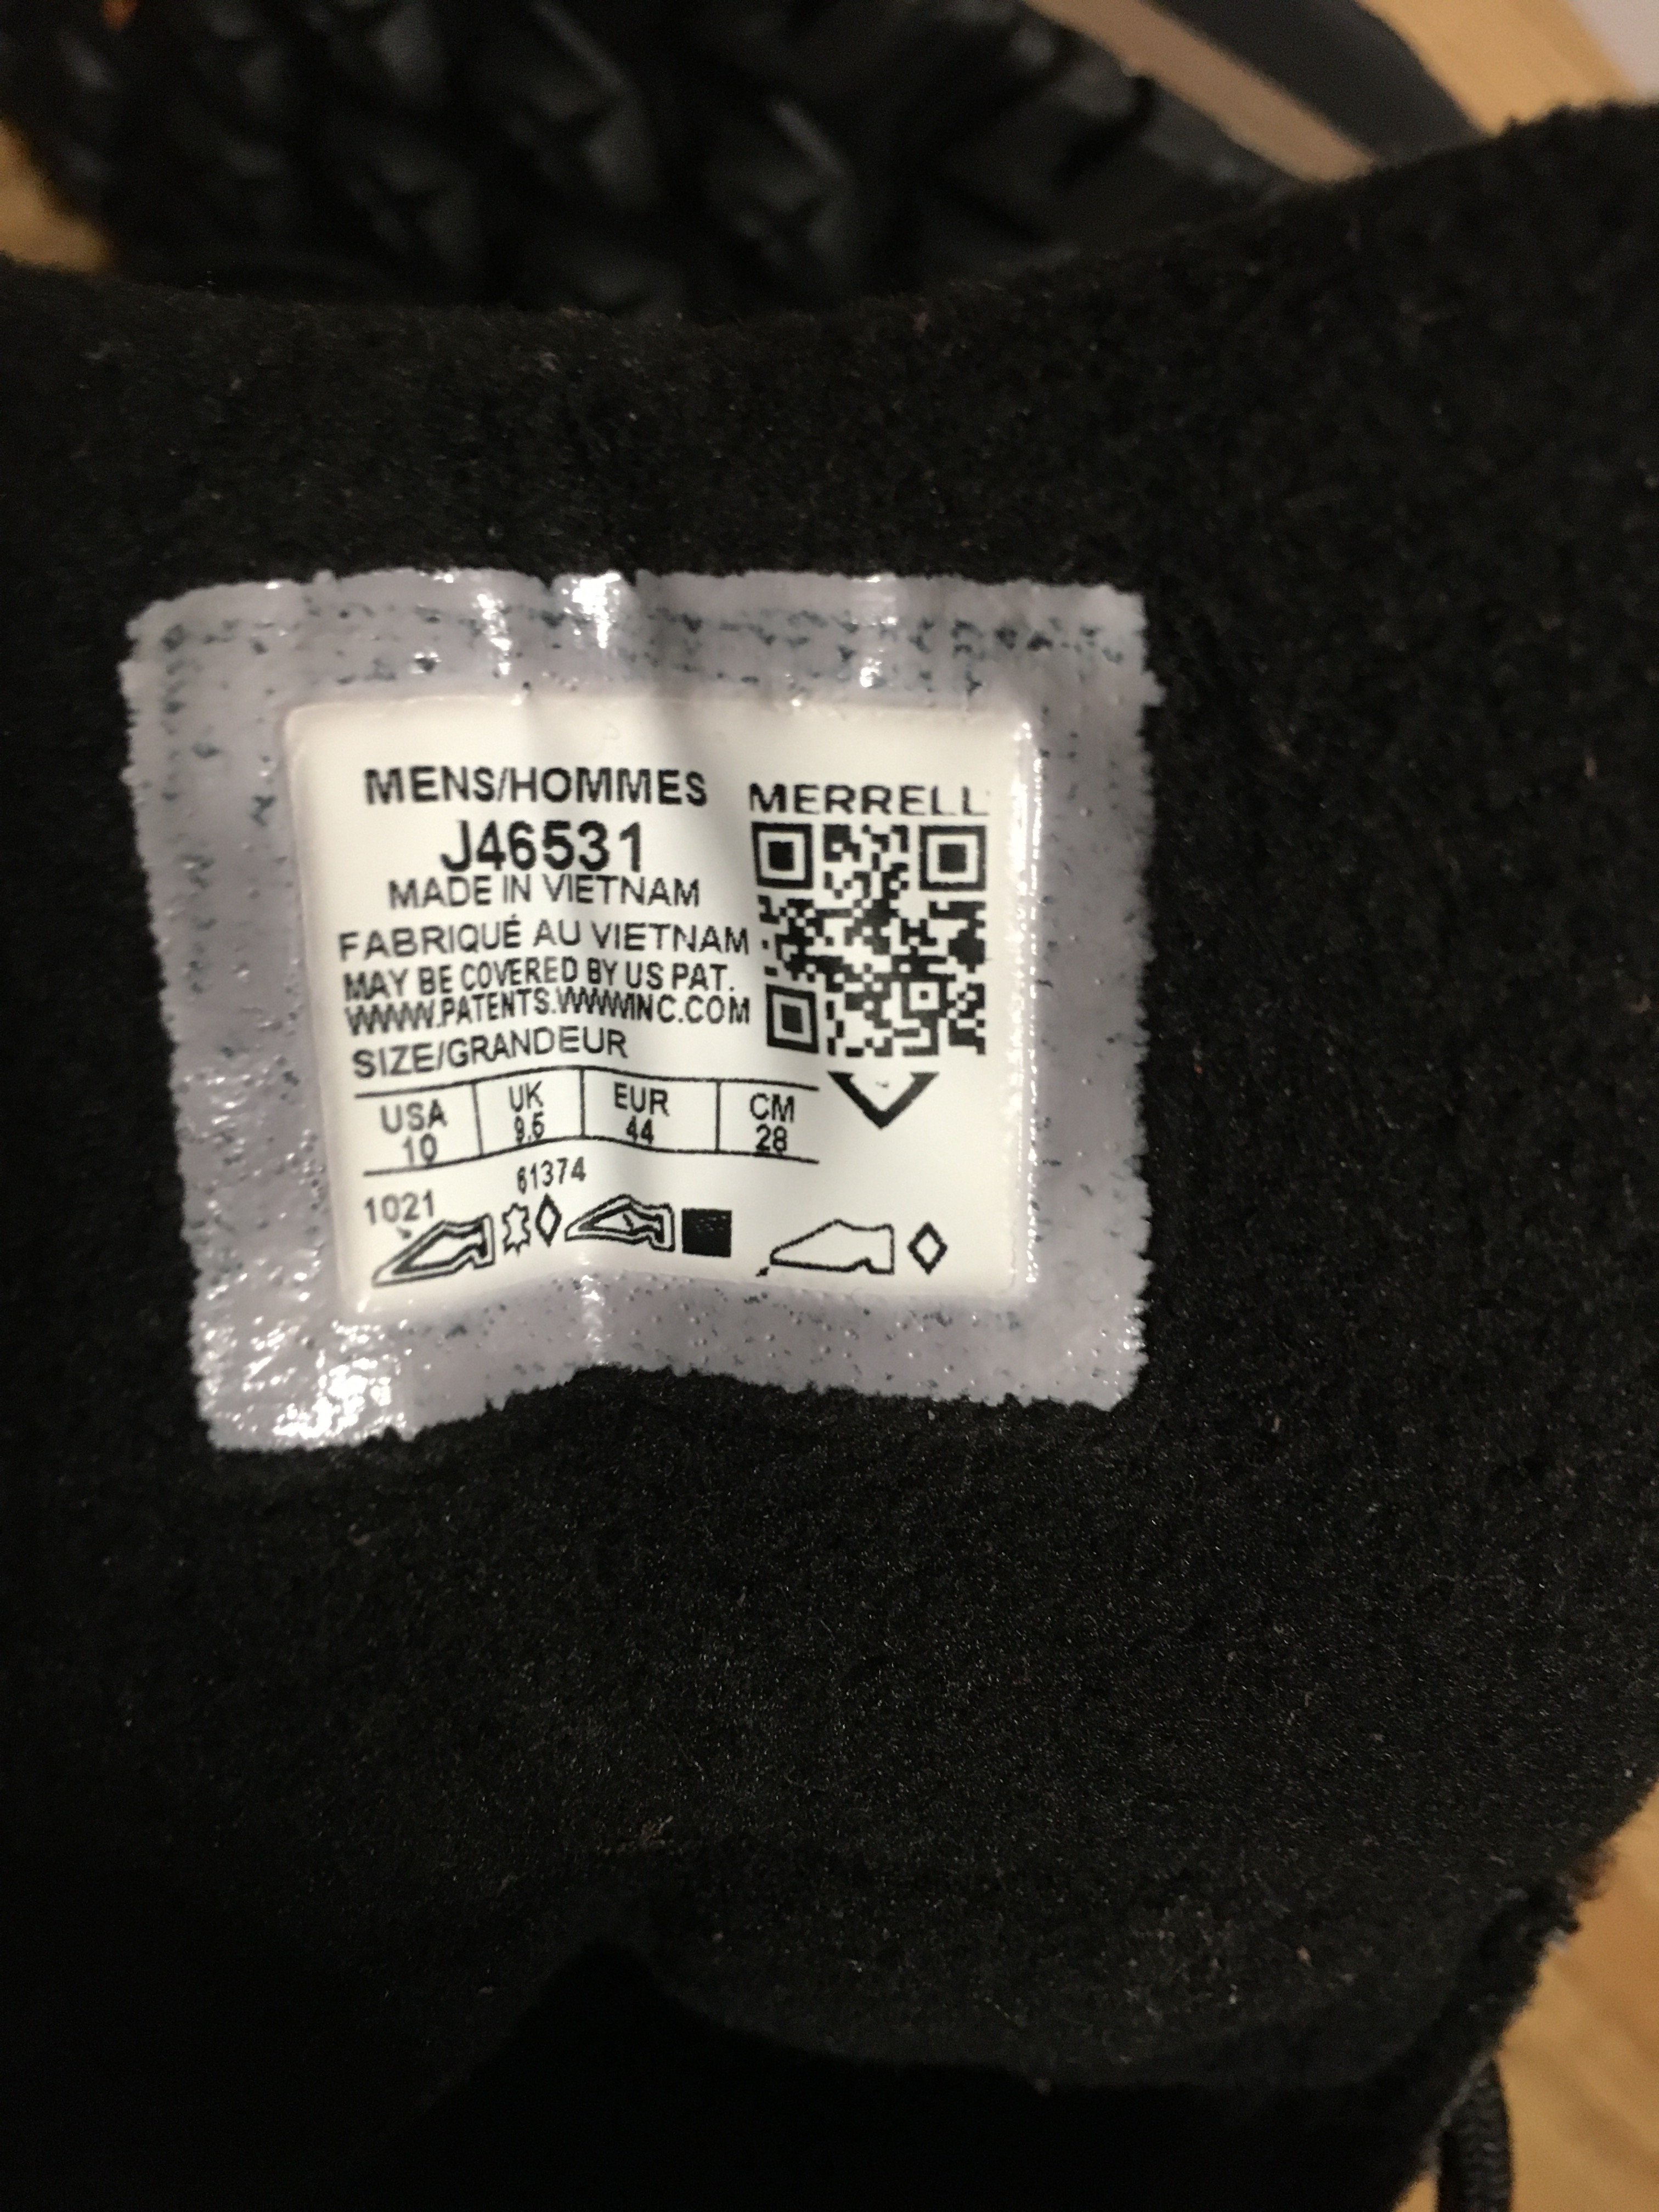 MENS/HOMMES
J46531
MADE IN VIETNAM
FABRIQUÉ AU VIETNAM
MAY BE COVERED BY US PAT.
WWW.PATENTS.WWWINC.COM
SIZE/GRANDEUR
USA UK EUR CM
10 9.5 44 28
61374
1021
MERRELL